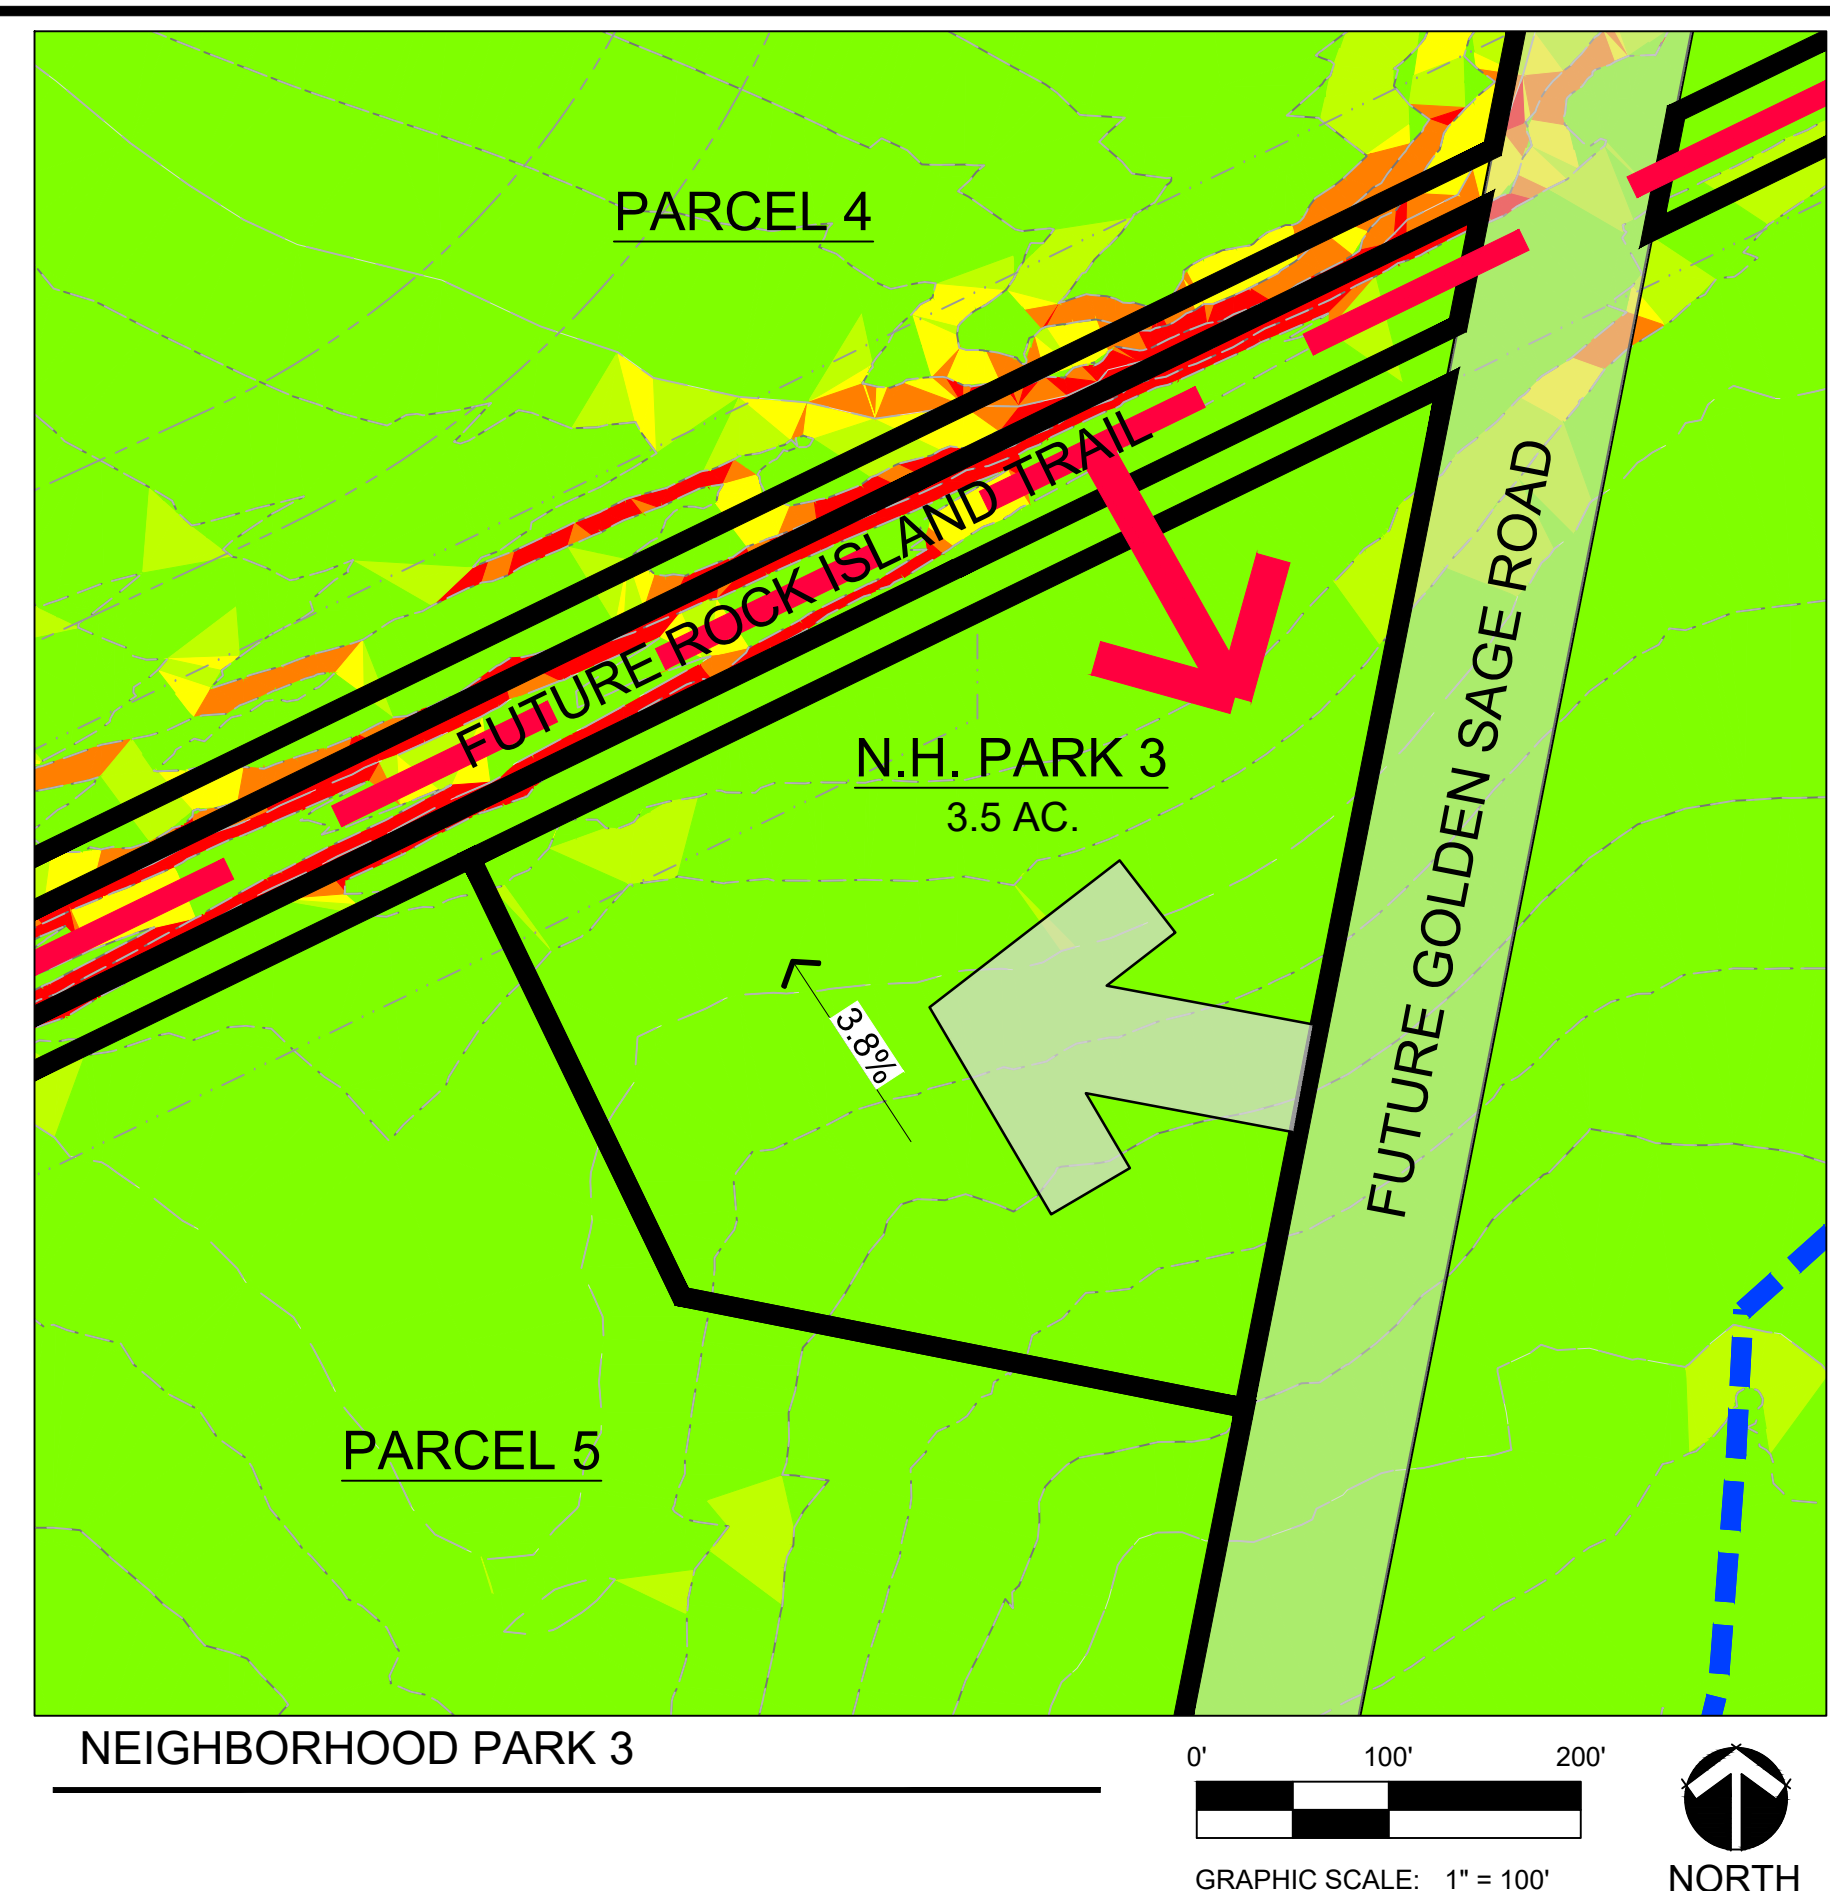 PARCEL 4
FUTURE ROCK ISLAND TRAIL
FUTURE GOLDEN SAGE ROAD
N.H. PARK 3
3.5 AC.
3.8%
PARCEL 5
NEIGHBORHOOD PARK 3
0' 100' 200'
GRAPHIC SCALE: 1" = 100'
NORTH